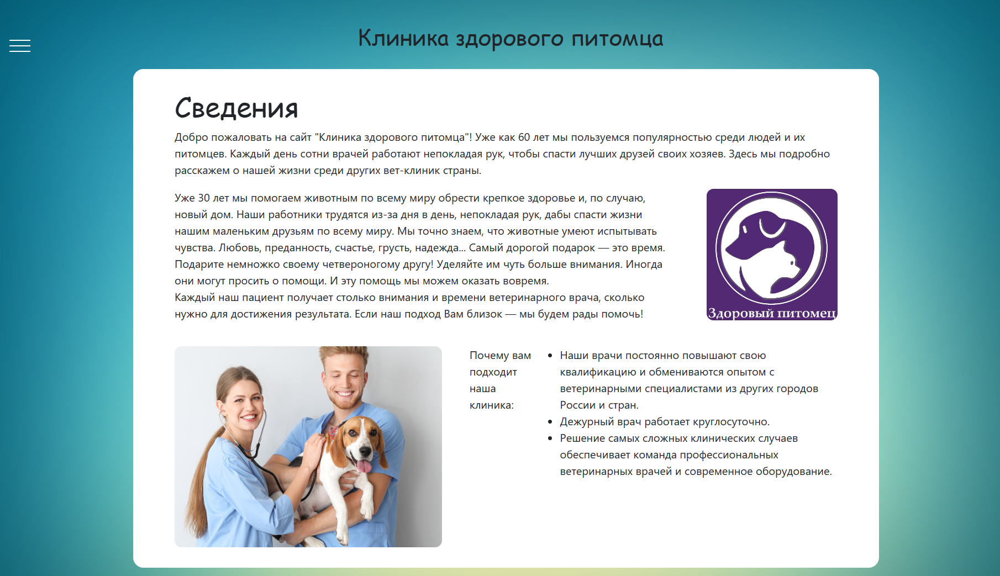 Клиника здорового питомца
Сведения
Добро пожаловать на сайт "Клиника здорового питомца"! Уже как 60 лет мы пользуемся популярностью среди людей и их
питомцев. Каждый день сотни врачей работают непокладая рук, чтобы спасти лучших друзей своих хозяев. Здесь мы подробно
расскажем о нашей жизни среди других вет-клиник страны.
Уже 30 лет мы помогаем животным по всему миру обрести крепкое здоровье и, по случаю,
новый дом. Наши работники трудятся из-за дня в день, непокладая рук, дабы спасти жизни
нашим маленьким друзьям по всему миру. Мы точно знаем, что животные умеют испытывать
чувства. Любовь, преданность, счастье, грусть, надежда... Самый дорогой подарок — это время.
Подарите немножко своему четвероногому другу! Уделяйте им чуть больше внимания. Иногда
они могут просить о помощи. И эту помощь мы можем оказать вовремя.
Каждый наш пациент получает столько внимания и времени ветеринарного врача, сколько
нужно для достижения результата. Если наш подход Вам близок — мы будем рады помочь!
Здоровый питомец
Почему вам
подходит
наша
клиника:
Наши врачи постоянно повышают свою
квалификацию и обмениваются опытом с
ветеринарными специалистами из других городов
России и стран.
Дежурный врач работает круглосуточно.
Решение самых сложных клинических случаев
обеспечивает команда профессиональных
ветеринарных врачей и современное оборудование.